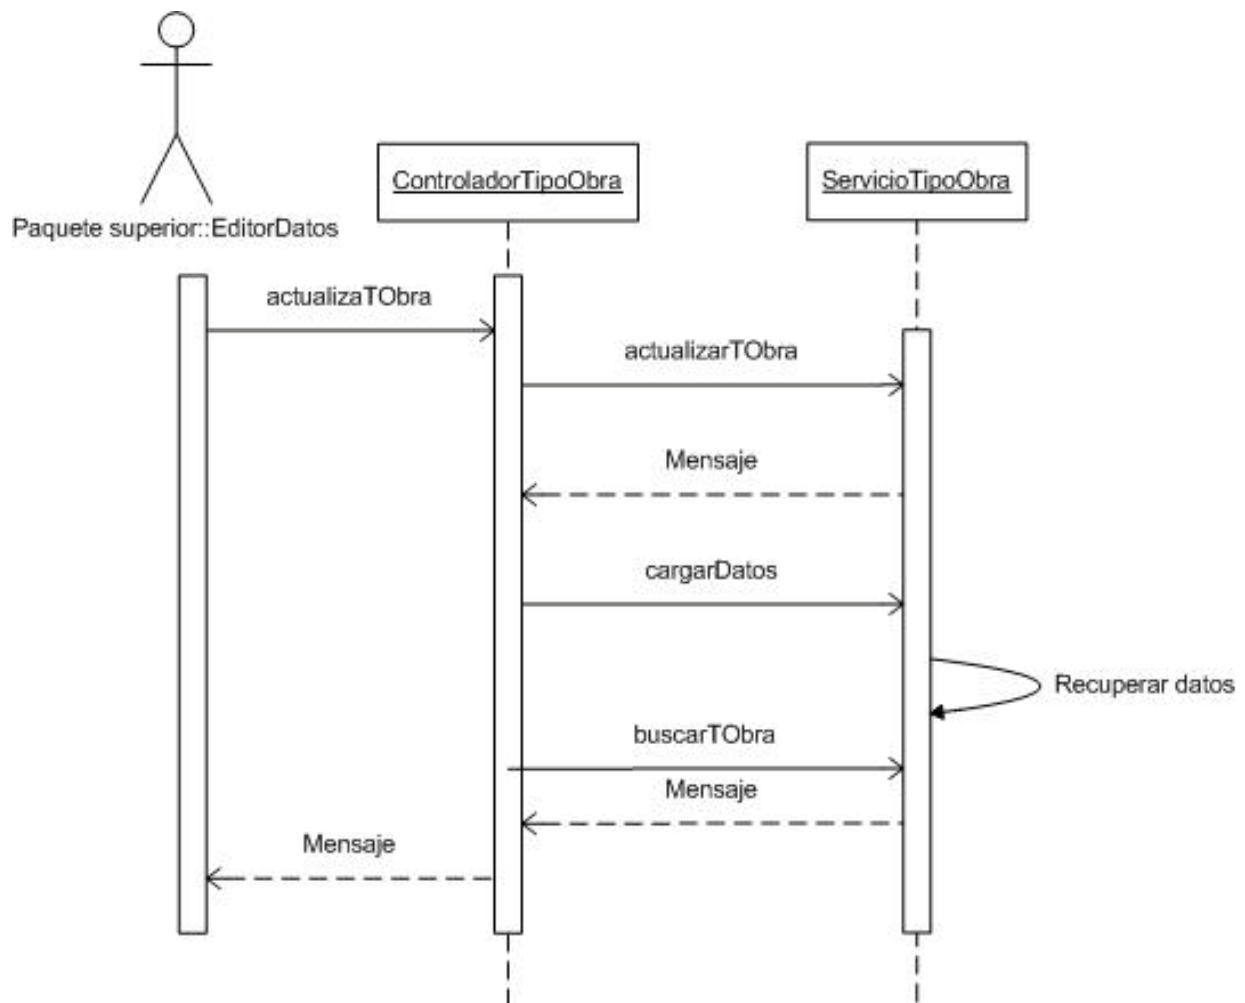 ControladorTipoObra
ServicioTipoObra
Paquete superior::EditorDatos
actualizaTObra
actualizarTObra
Mensaje
cargarDatos
Recuperar datos
buscarTObra
Mensaje
Mensaje